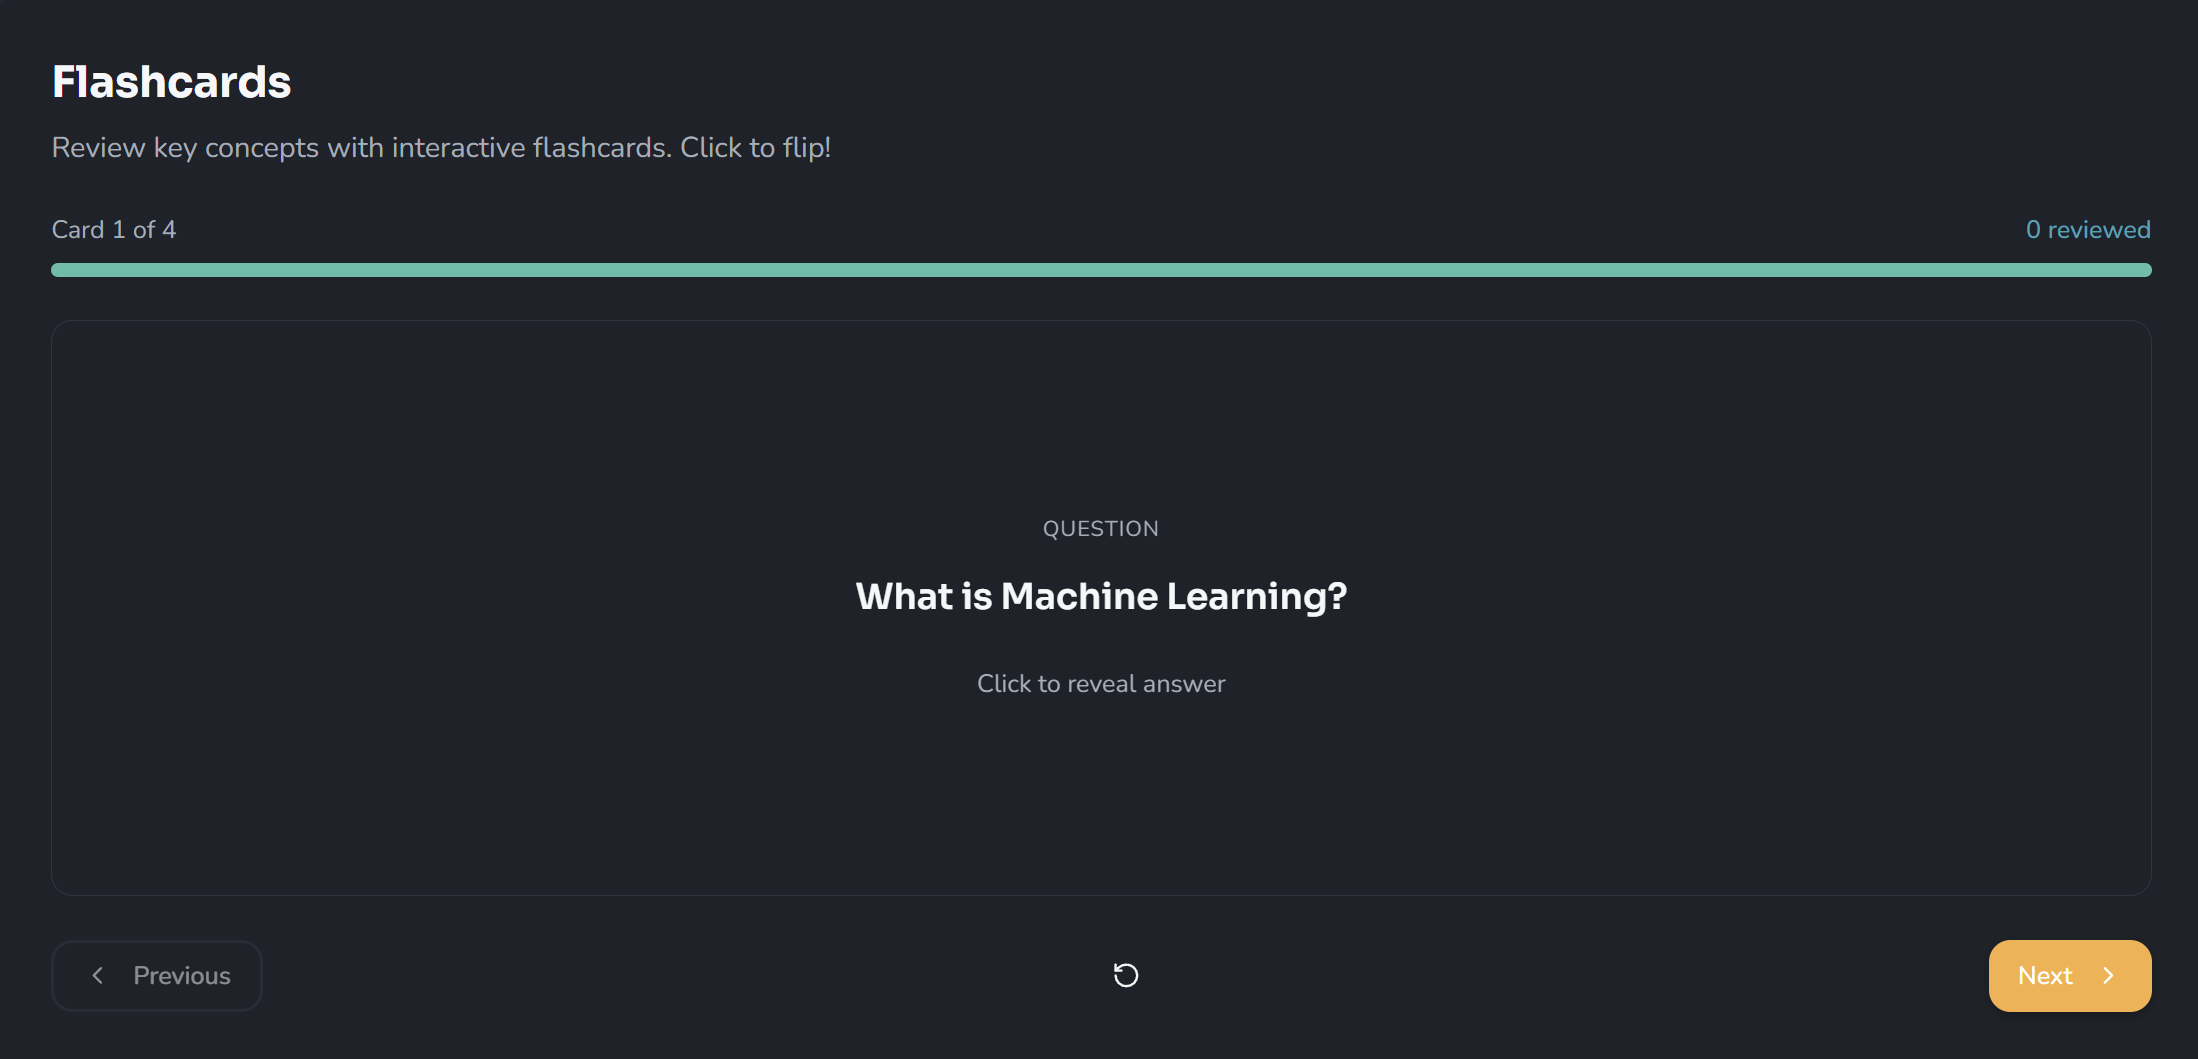 Flashcards
Review key concepts with interactive flashcards. Click to flip!
Card 1 of 4
0 reviewed
QUESTION
What is Machine Learning?
Click to reveal answer
Previous
Next